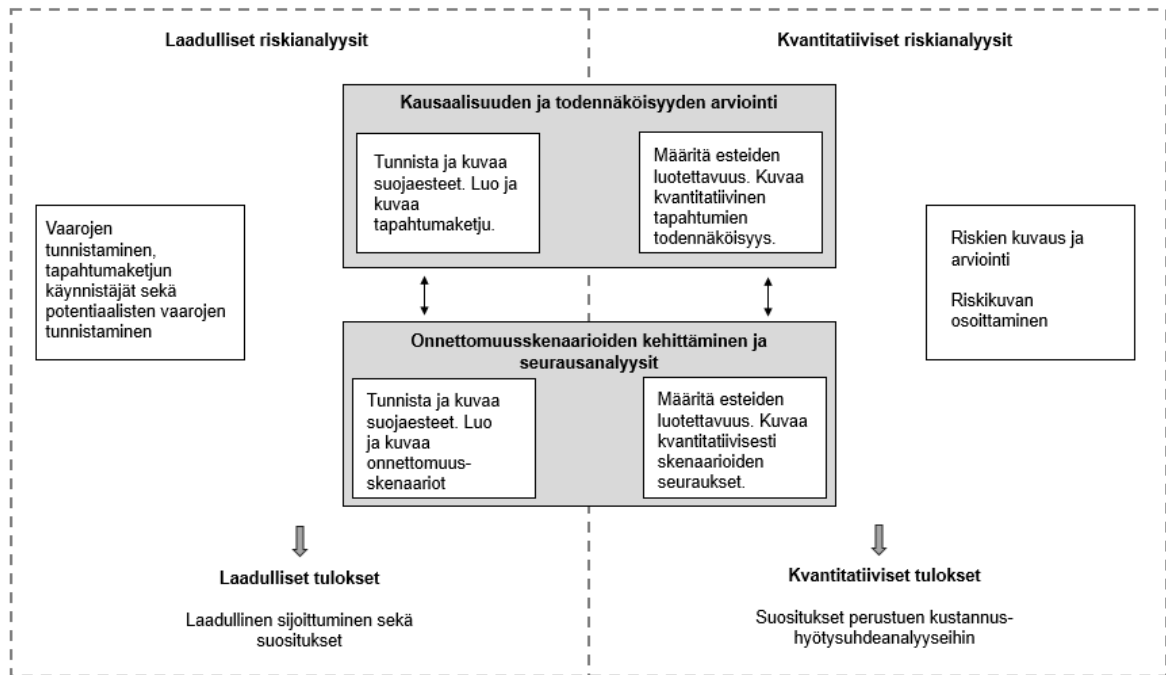 Laadulliset riskianalyysit
Kvantitatiiviset riskianalyysit
Kausaalisuuden ja todennäköisyyden arviointi
Tunnista ja kuvaa
suojaesteet. Luo ja
kuvaa
tapahtumaketju.
Määritä esteiden
luotettavuus. Kuvaa
kvantitatiivinen
tapahtumien
todennäköisyys.
Vaarojen
tunnistaminen,
tapahtumaketjun
käynnistäjät sekä
potentiaalisten vaarojen
tunnistaminen
Riskien kuvaus ja
arviointi
Riskikuvan
osoittaminen
Onnettomuusskenaarioiden kehittäminen ja
seurausanalyysit
Tunnista ja kuvaa
suojaesteet. Luo
ja kuvaa
onnettomuus-
skenaariot
Määritä esteiden
luotettavuus. Kuvaa
kvantitatiivisesti
skenaarioiden
seuraukset.
Laadulliset tulokset
Laadullinen sijoittuminen sekä
suositukset
Kvantitatiiviset tulokset
Suositukset perustuen kustannus-
hyötysuhdeanalyyseihin